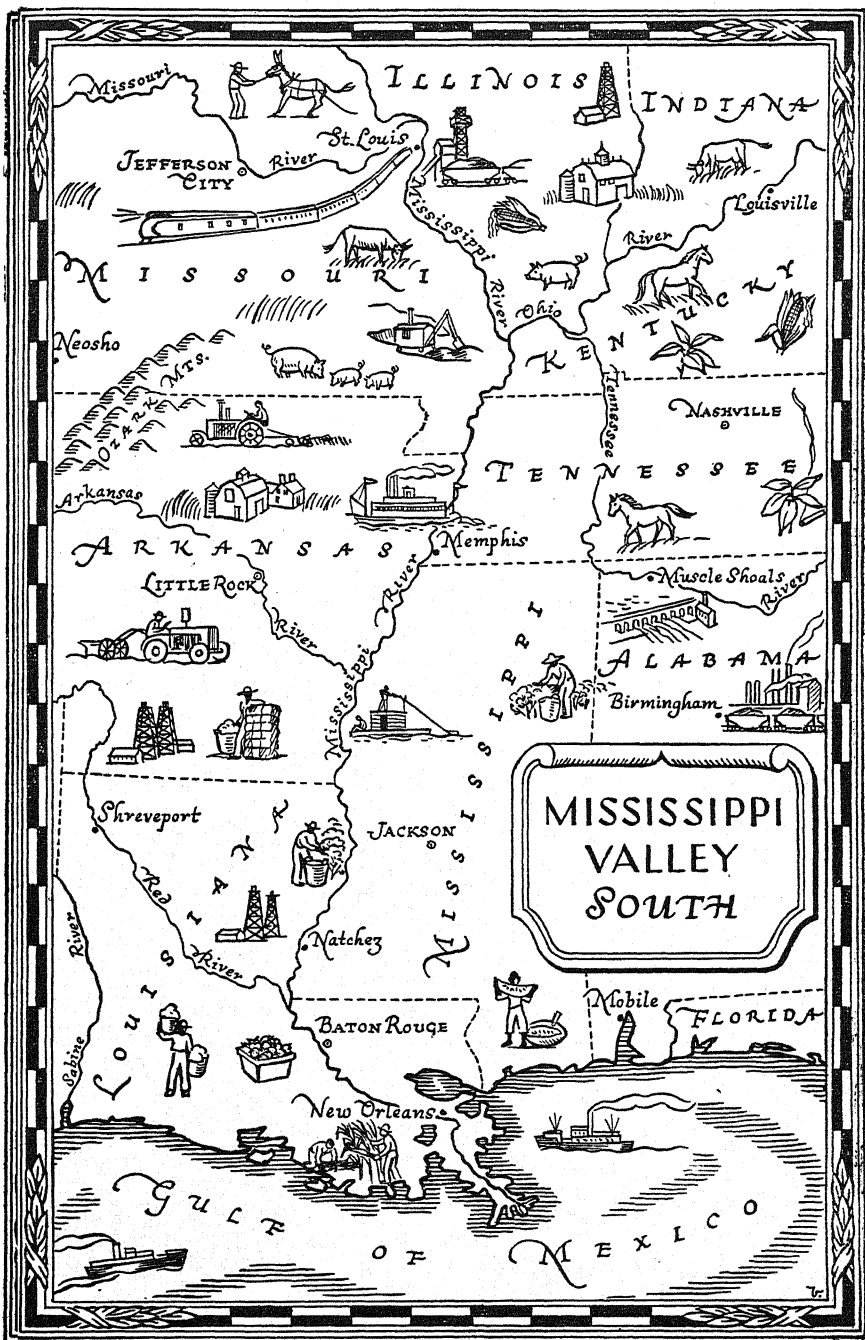 Missouri
ILLINOIS
INDIANA
St. Louis
JEFFERSON
CITY
River
Mississippi
River
Louisville
River
Ohio
MISSOURI
KENTUCKY
Neosho
OZARK MTS.
Tennessee
NASHVILLE
TENNESSEE
Arkansas
ARKANSAS
Memphis
LITTLE ROCK
River
River
Mississippi
Muscle Shoals
River
ALABAMA
Birmingham
MISSISSIPPI
MISSISSIPPI
VALLEY
SOUTH
Shreveport
JACKSON
LOUISIANA
Red
River
Natchez
River
Sabine
BATON ROUGE
Mobile
FLORIDA
New Orleans
GULF
OF
MEXICO